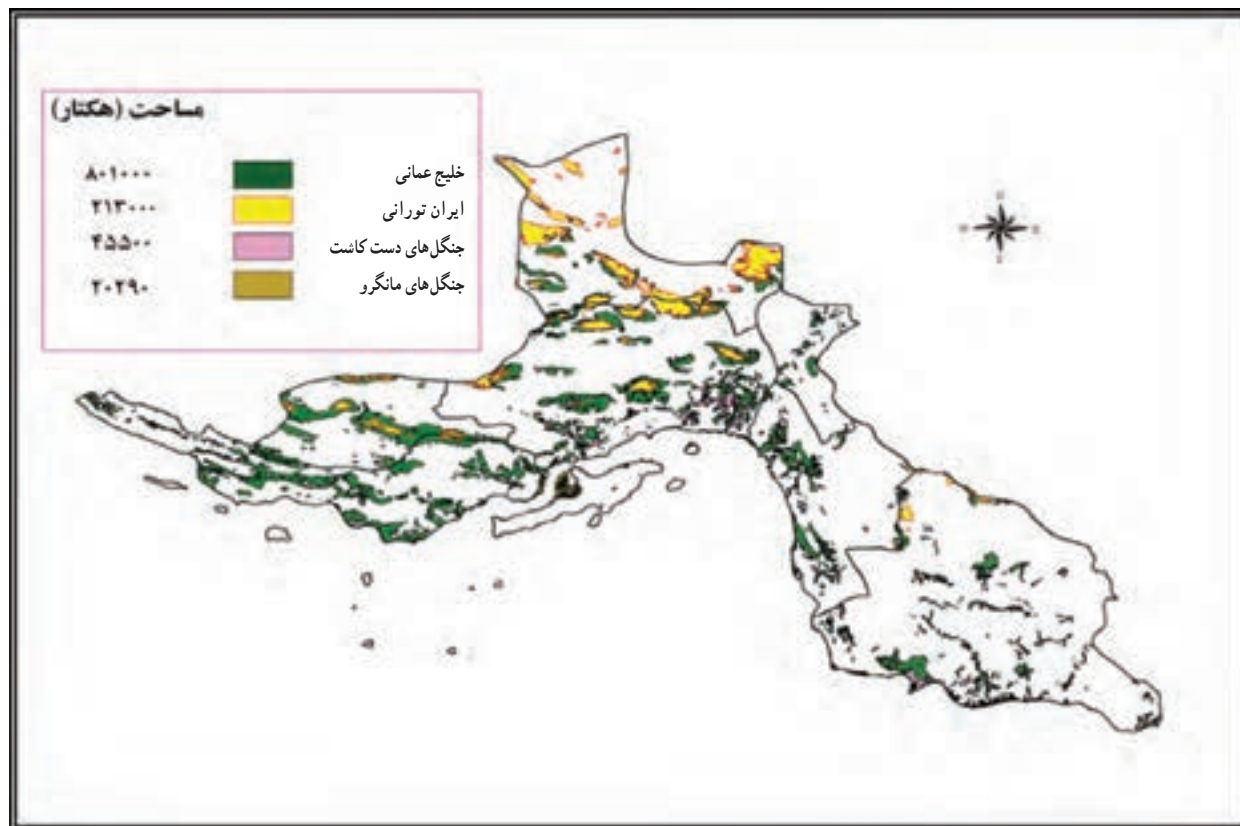 مساحت (هکتار)
خلیج عمانی ۸۰۱۰۰۰
ایران تورانی ۲۱۳۰۰۰
جنگل‌های دست کاشت ۴۵۵۰۰
جنگل‌های مانگرو ۲۰۲۹۰